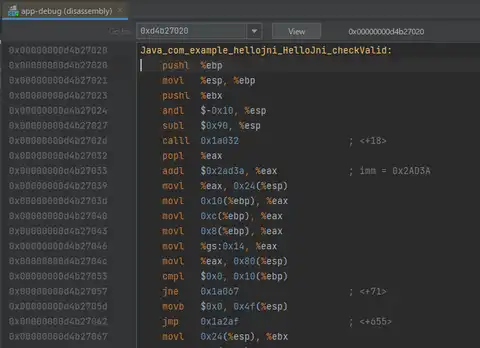 app-debug (disassembly)
Go to: 0xd4b27020 View 0x00000000d4b27020
0x00000000d4b27020 Java_com_example_hellojni_HelloJni_checkValid:
0x00000000d4b27020 pushl %ebp
0x00000000d4b27021 movl %esp, %ebp
0x00000000d4b27023 pushl %ebx
0x00000000d4b27024 andl $-0x10, %esp
0x00000000d4b27027 subl $0x90, %esp
0x00000000d4b2702d calll 0x1a032 ; <+18>
0x00000000d4b27032 popl %eax
0x00000000d4b27033 addl $0x2ad3a, %eax ; imm = 0x2AD3A
0x00000000d4b27039 movl %eax, 0x24(%esp)
0x00000000d4b2703d movl 0x10(%ebp), %eax
0x00000000d4b27040 movl 0xc(%ebp), %eax
0x00000000d4b27043 movl 0x8(%ebp), %eax
0x00000000d4b27046 movl %gs:0x14, %eax
0x00000000d4b2704c movl %eax, 0x80(%esp)
0x00000000d4b27053 cmpl $0x0, 0x10(%ebp)
0x00000000d4b27057 jne 0x1a067 ; <+71>
0x00000000d4b2705d movb $0x0, 0x4f(%esp)
0x00000000d4b27062 jmp 0x1a2af ; <+655>
0x00000000d4b27067 movl 0x24(%esp), %ebx